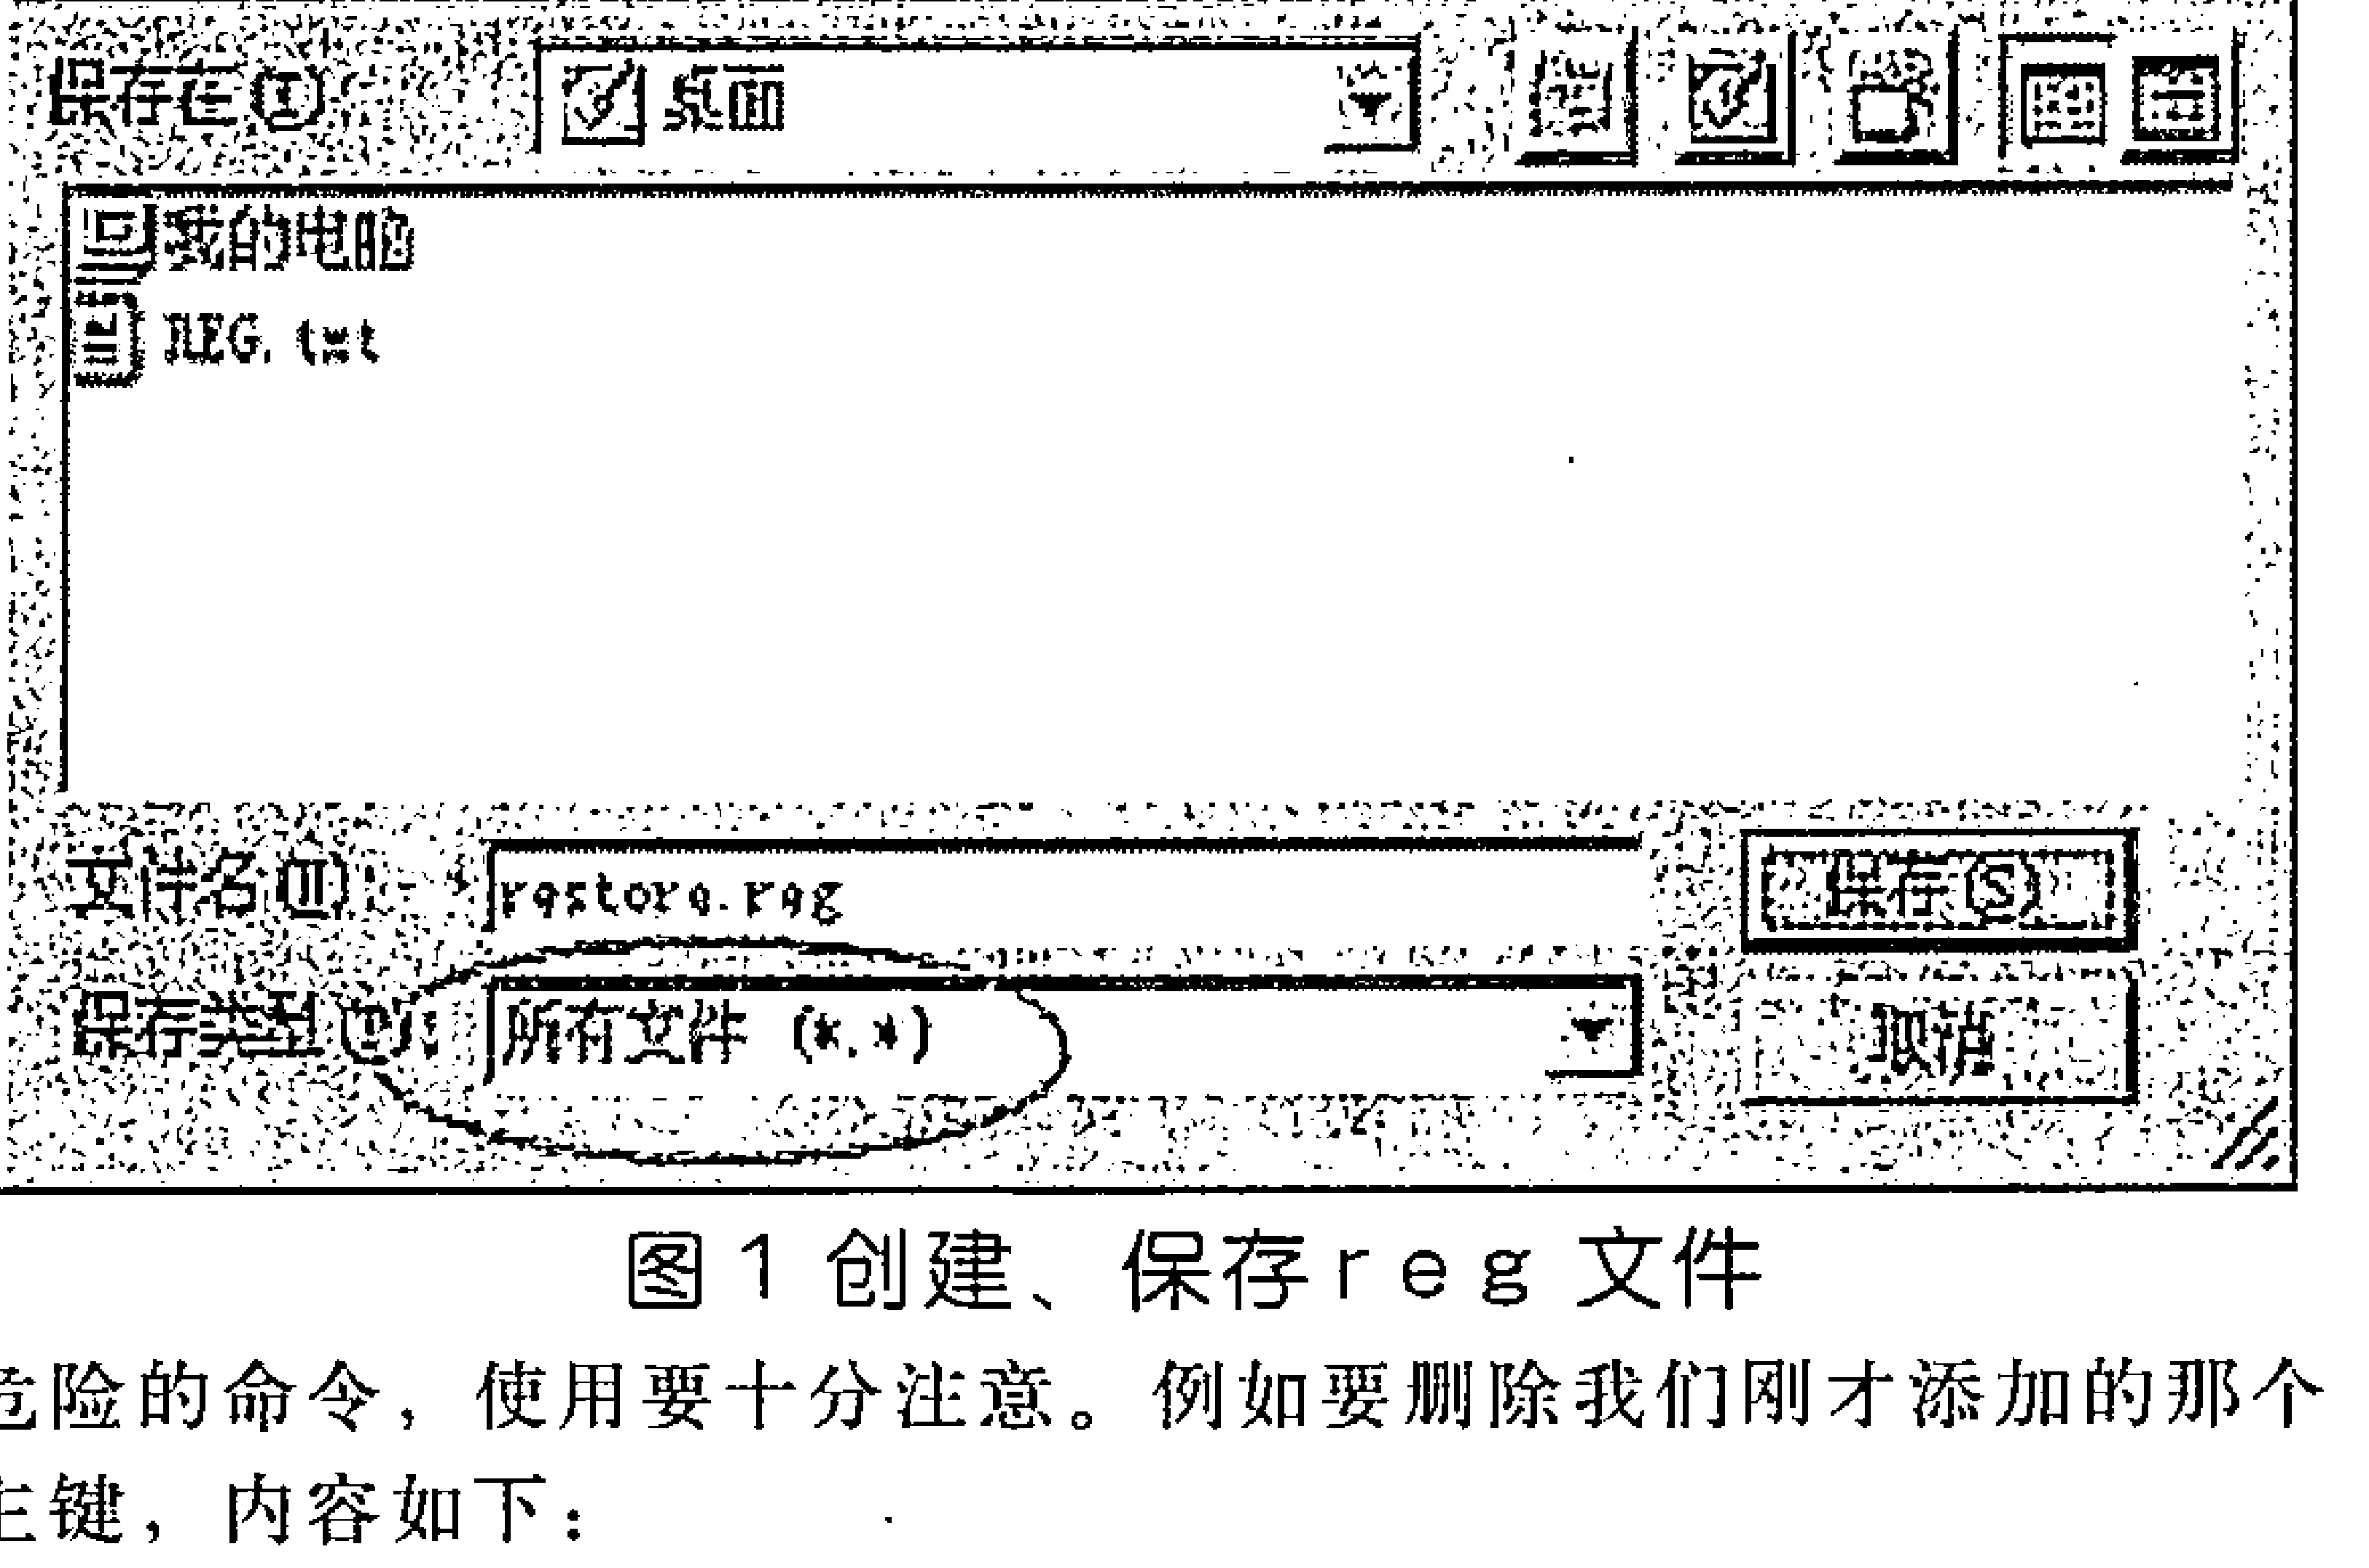 保存在(I)
桌面
我的电脑
REG.txt
文件名(N)
restore.reg
保存(S)
保存类型(T):
所有文件 (*.*)
取消
图1 创建、保存reg文件
危险的命令，使用要十分注意。例如要删除我们刚才添加的那个
主键，内容如下：